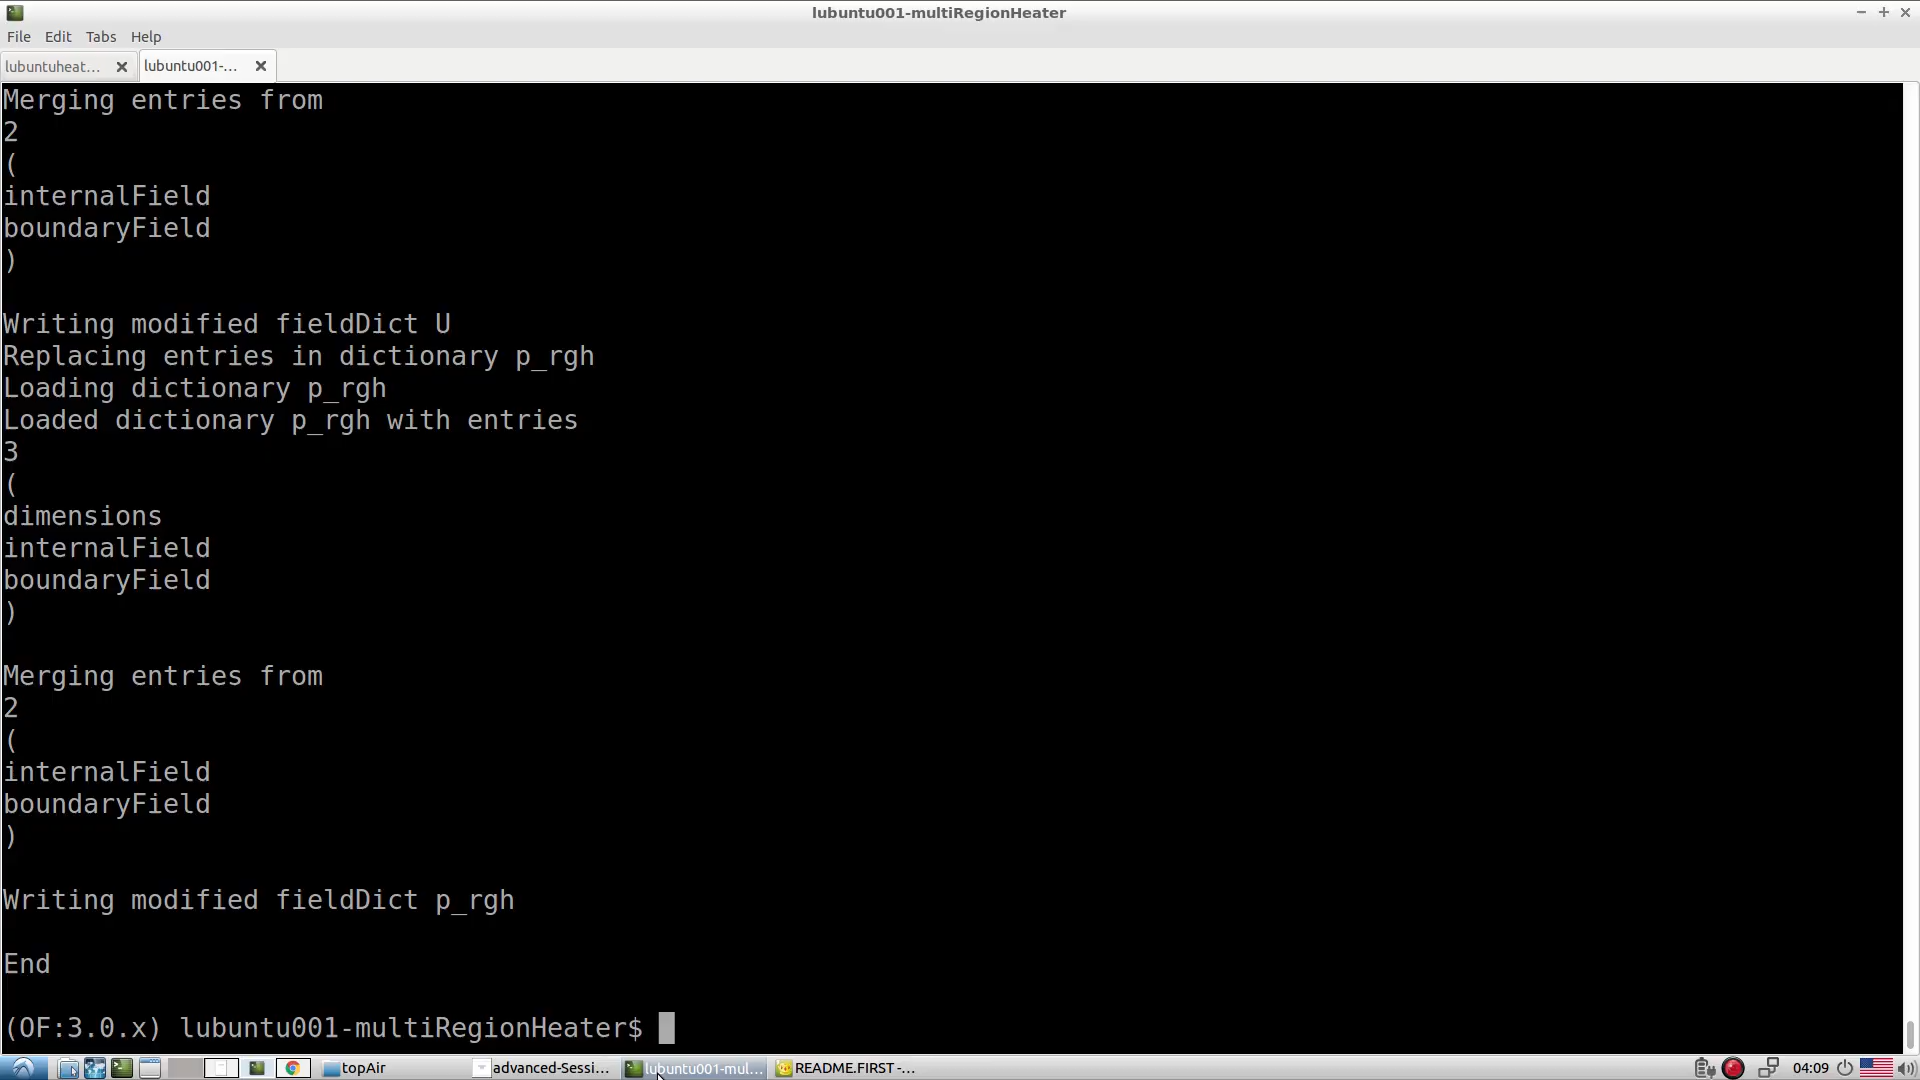 lubuntu001-multiRegionHeater
File Edit Tabs Help
lubuntuheat...
lubuntu001-...
Merging entries from
2
(
internalField
boundaryField
)
Writing modified fieldDict U
Replacing entries in dictionary p_rgh
Loading dictionary p_rgh
Loaded dictionary p_rgh with entries
3
(
dimensions
internalField
boundaryField
)
Merging entries from
2
(
internalField
boundaryField
)
Writing modified fieldDict p_rgh
End
(OF:3.0.x) lubuntu001-multiRegionHeater$
topAir
advanced-Sessi...
lubuntu001-mul...
README.FIRST -...
04:09